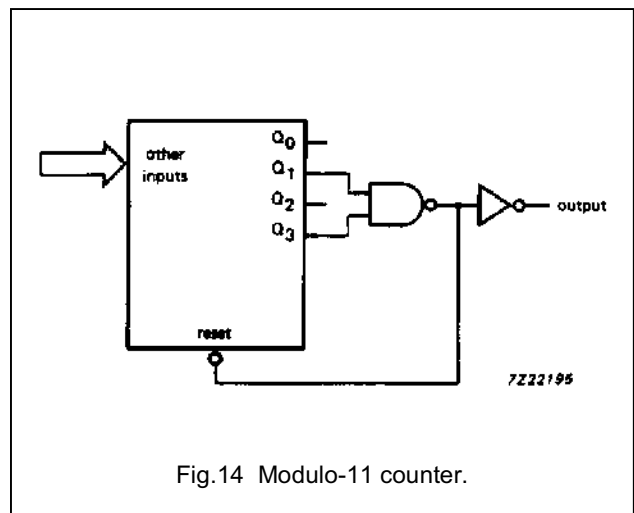 other
inputs
Q0
Q1
Q2
Q3
output
reset
7Z22195
Fig.14 Modulo-11 counter.